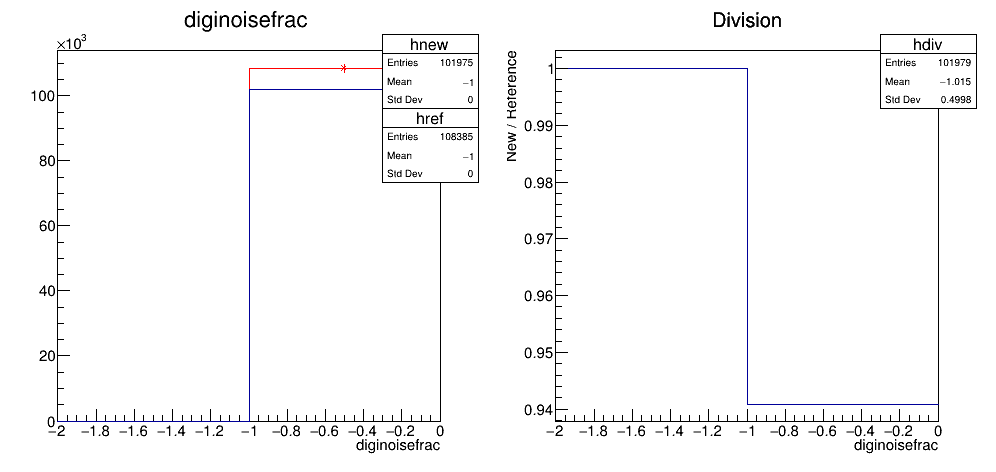 diginoisefrac
×10³
hnew
Entries 101975
Mean −1
Std Dev 0
href
Entries 108385
Mean −1
Std Dev 0
100
80
60
40
20
0
−2 −1.8 −1.6 −1.4 −1.2 −1 −0.8 −0.6 −0.4 −0.2 0
diginoisefrac
Division
hdiv
Entries 101979
Mean −1.015
Std Dev 0.4998
New / Reference
1
0.99
0.98
0.97
0.96
0.95
0.94
−2 −1.8 −1.6 −1.4 −1.2 −1 −0.8 −0.6 −0.4 −0.2 0
diginoisefrac